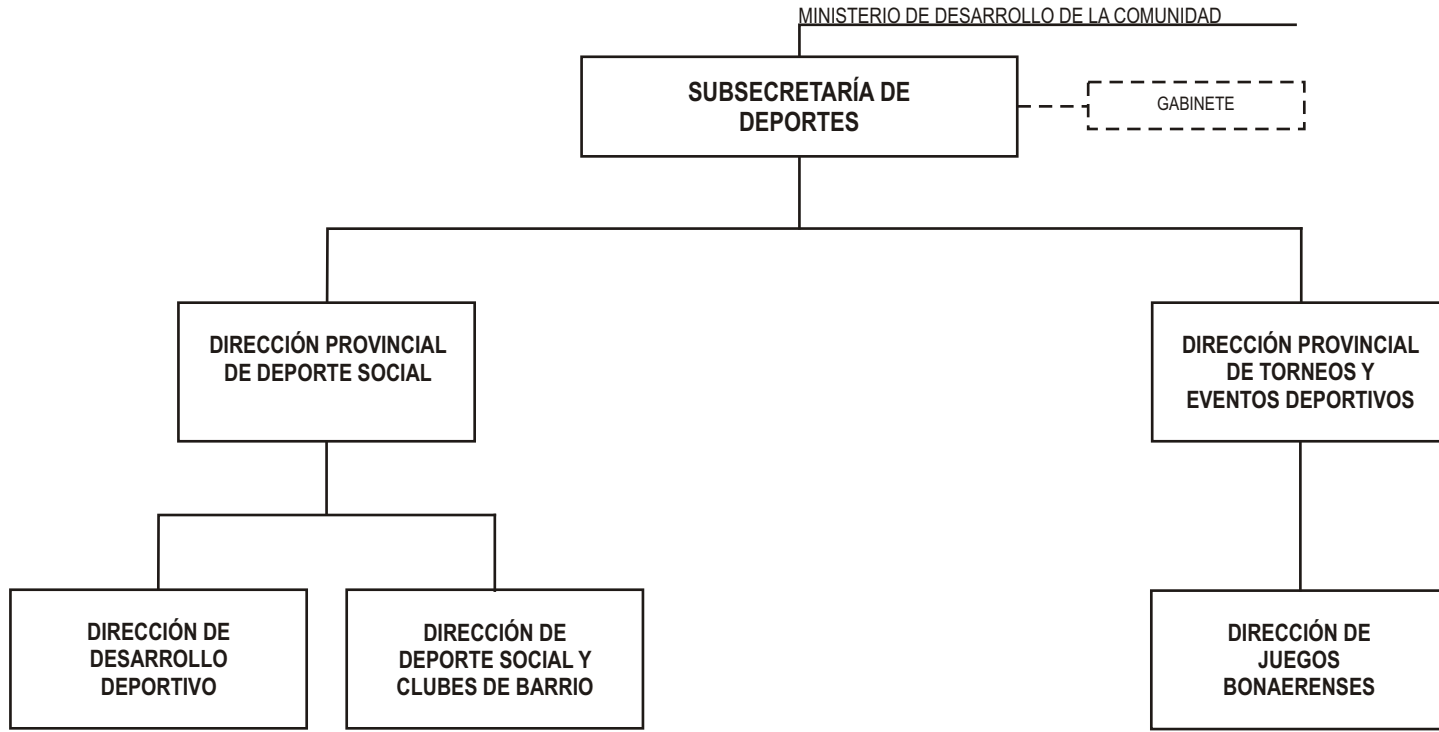 MINISTERIO DE DESARROLLO DE LA COMUNIDAD
SUBSECRETARÍA DE
DEPORTES
GABINETE
DIRECCIÓN PROVINCIAL
DE DEPORTE SOCIAL
DIRECCIÓN PROVINCIAL
DE TORNEOS Y
EVENTOS DEPORTIVOS
DIRECCIÓN DE
DESARROLLO
DEPORTIVO
DIRECCIÓN DE
DEPORTE SOCIAL Y
CLUBES DE BARRIO
DIRECCIÓN DE
JUEGOS
BONAERENSES